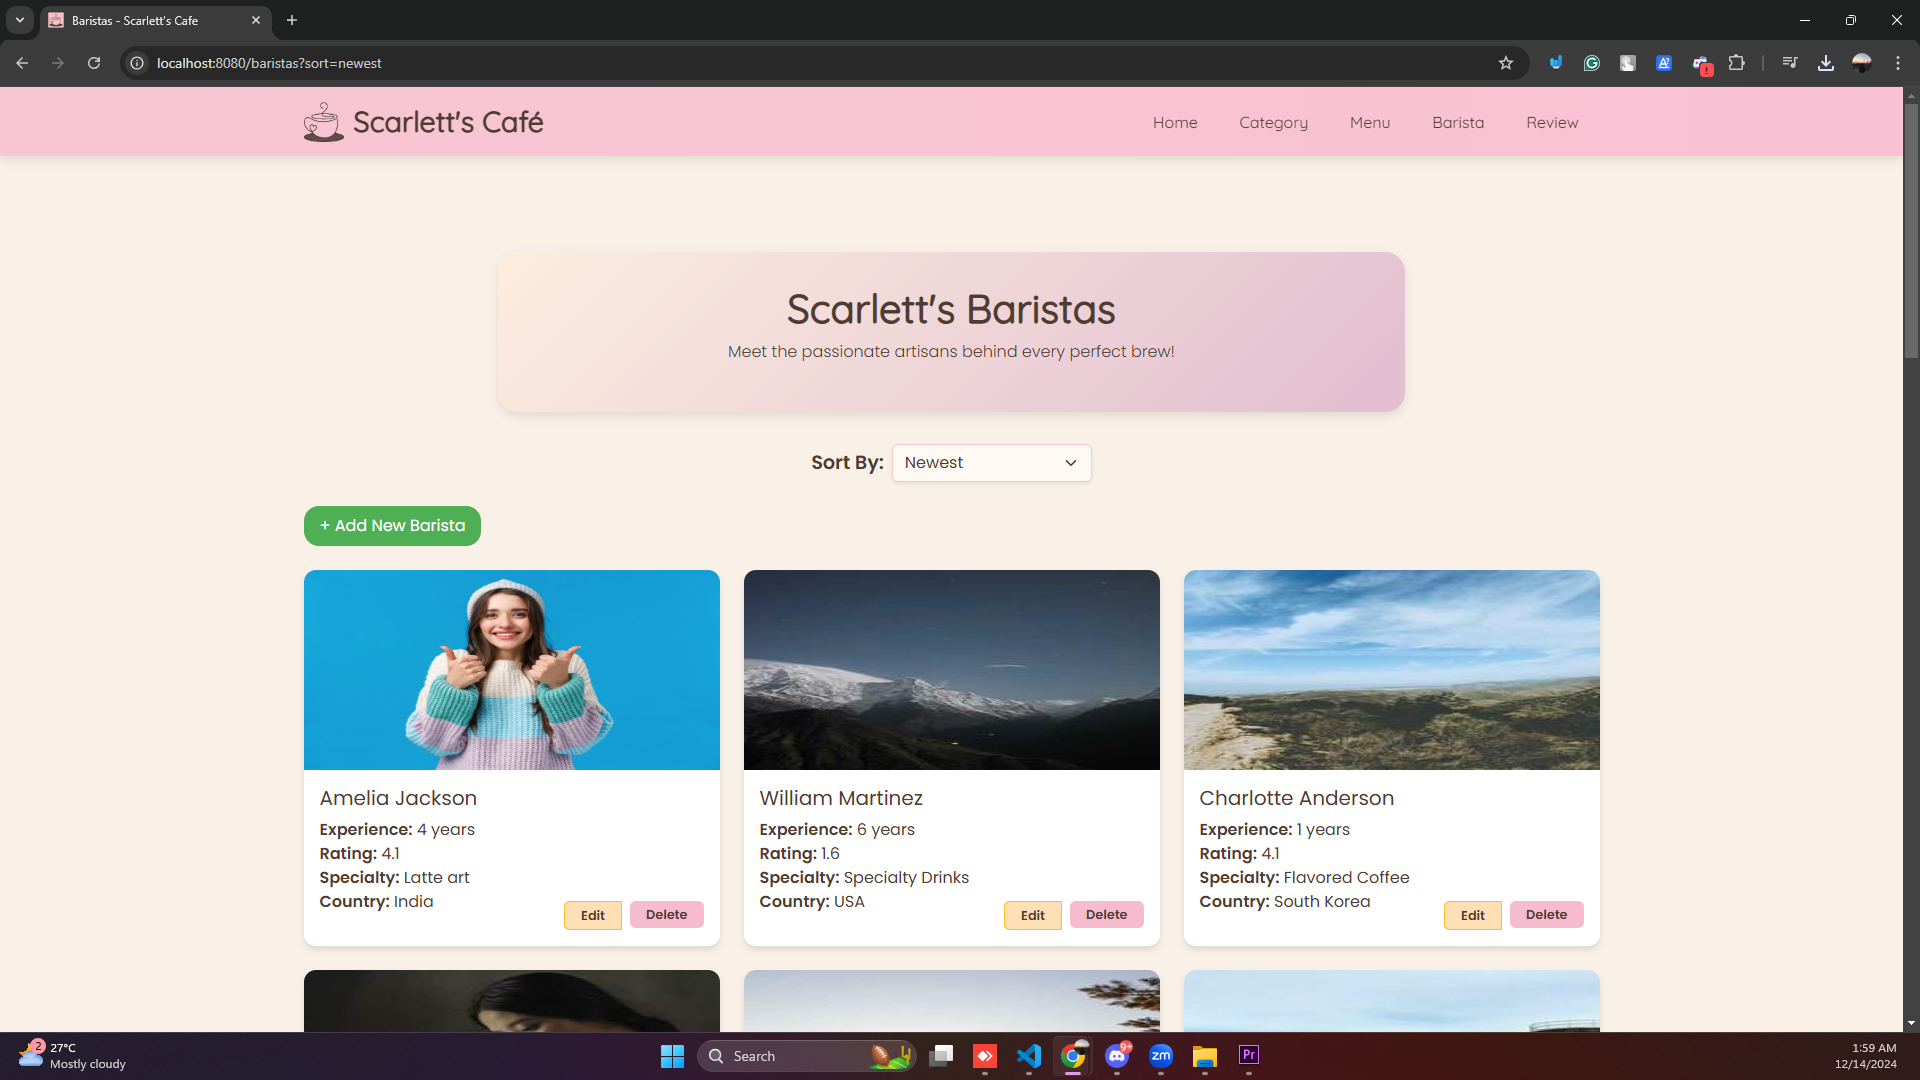 Baristas - Scarlett's Cafe
localhost:8080/baristas?sort=newest
Scarlett's Café
Home
Category
Menu
Barista
Review
Scarlett's Baristas
Meet the passionate artisans behind every perfect brew!
Sort By:
Newest
+ Add New Barista
Amelia Jackson
Experience: 4 years
Rating: 4.1
Specialty: Latte art
Country: India
Edit
Delete
William Martinez
Experience: 6 years
Rating: 1.6
Specialty: Specialty Drinks
Country: USA
Edit
Delete
Charlotte Anderson
Experience: 1 years
Rating: 4.1
Specialty: Flavored Coffee
Country: South Korea
Edit
Delete
2
27°C
Mostly cloudy
Search
9+
zm
Pr
1:59 AM
12/14/2024